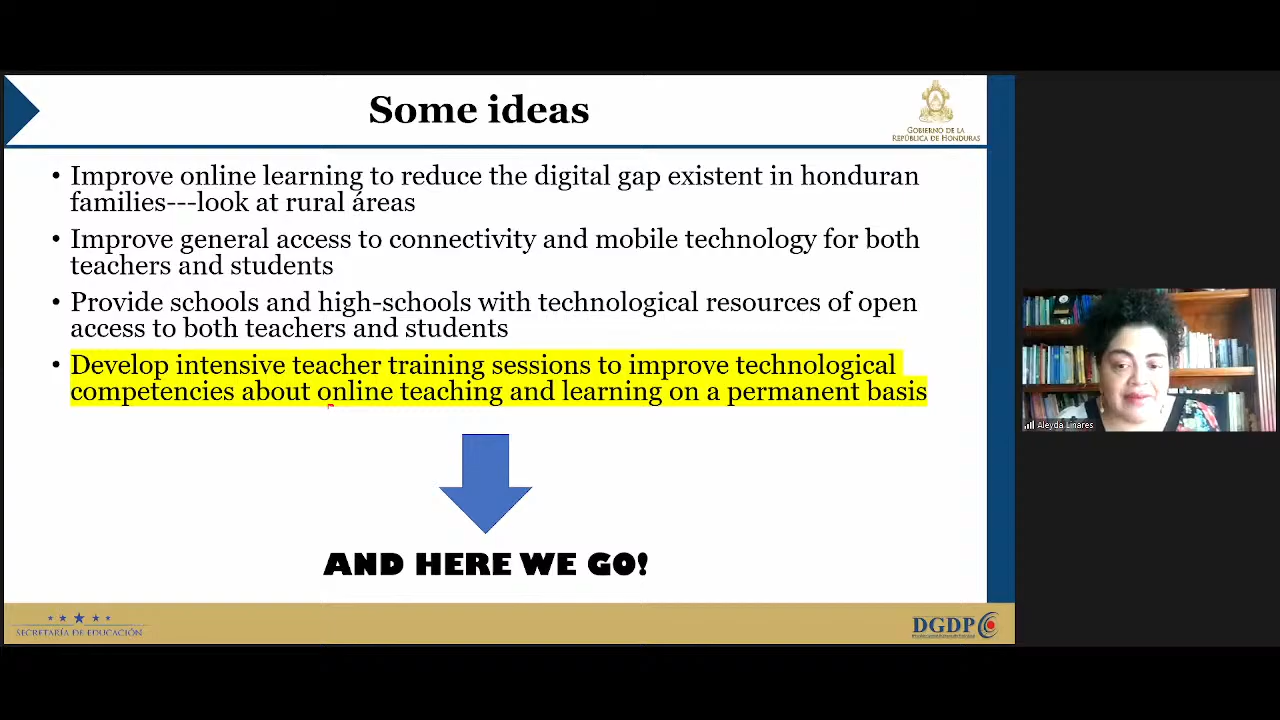 Some ideas
GOBIERNO DE LA
REPÚBLICA DE HONDURAS
• Improve online learning to reduce the digital gap existent in honduran
families---look at rural áreas
• Improve general access to connectivity and mobile technology for both
teachers and students
• Provide schools and high-schools with technological resources of open
access to both teachers and students
• Develop intensive teacher training sessions to improve technological
competencies about online teaching and learning on a permanent basis
AND HERE WE GO!
Aleyda Linares
SECRETARÍA DE EDUCACIÓN
DGDP